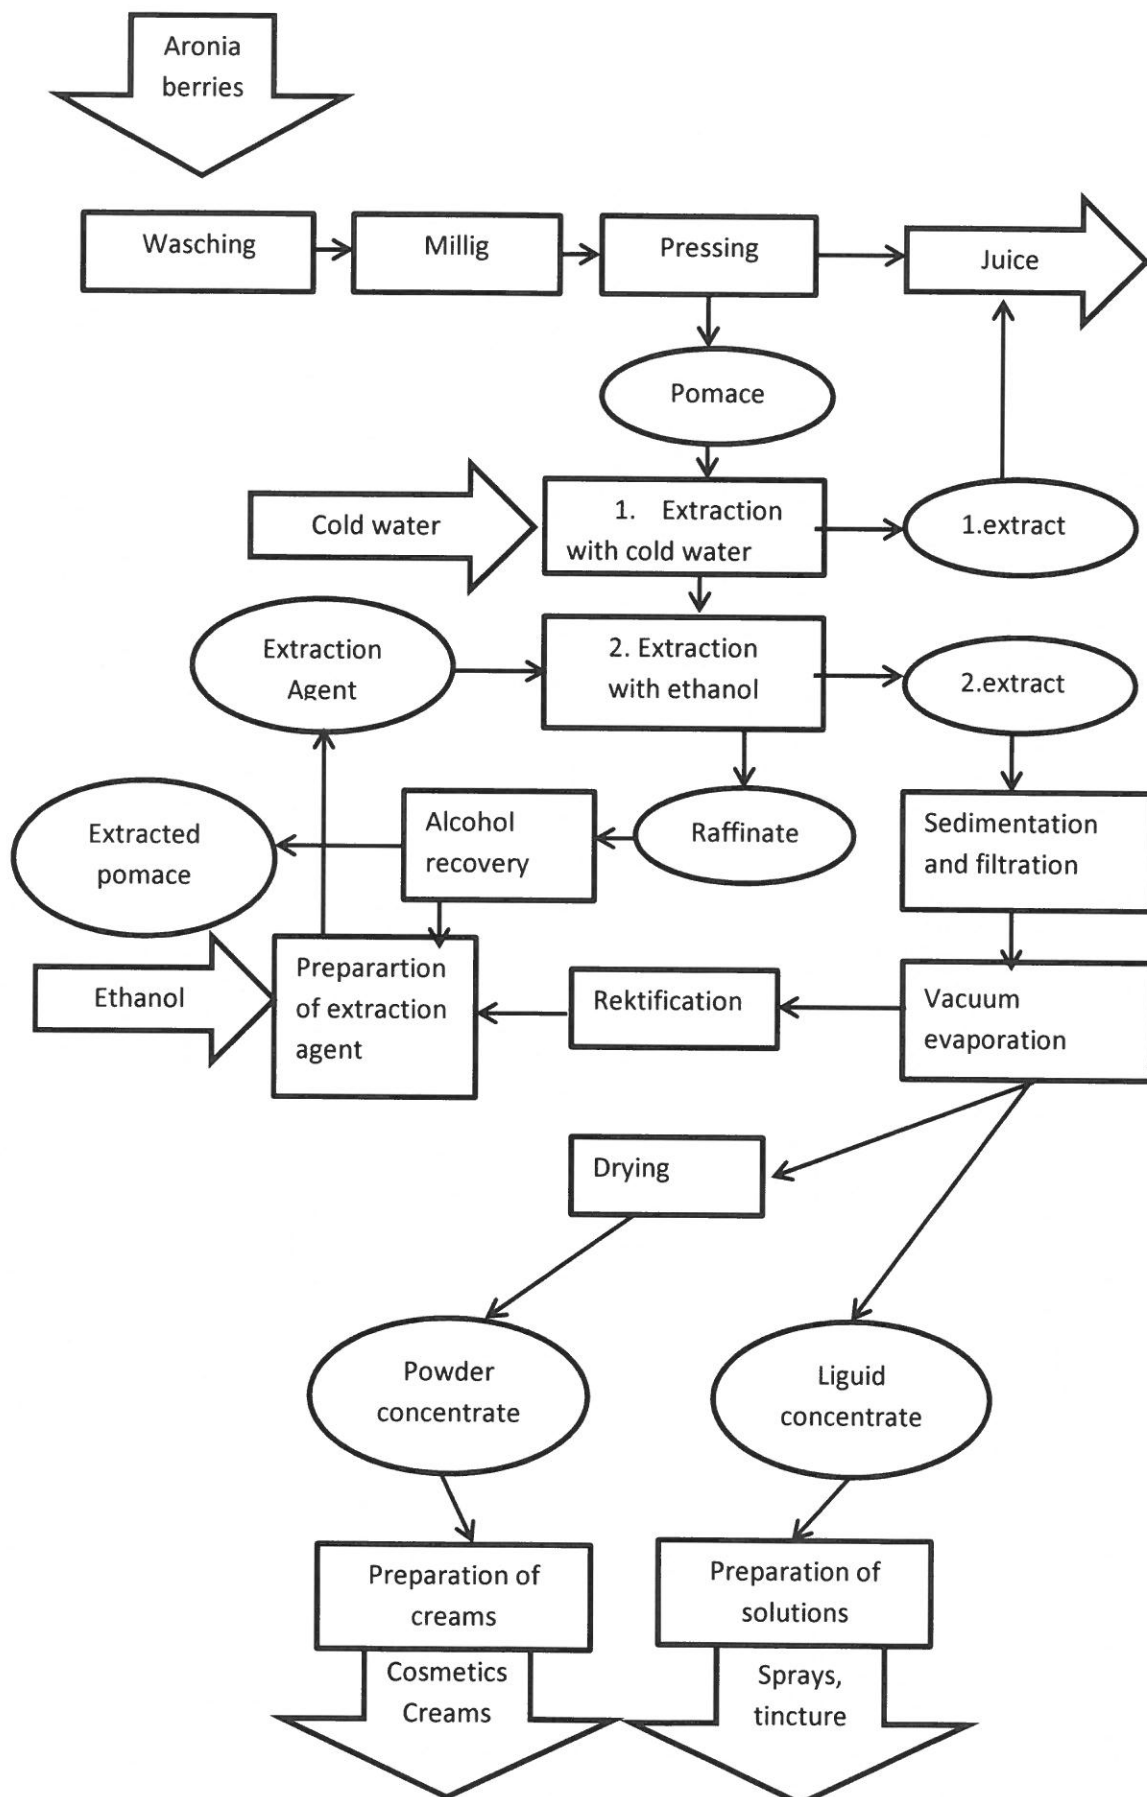 Aronia
berries
Wasching
Millig
Pressing
Juice
Pomace
Cold water
1. Extraction
with cold water
1.extract
Extraction
Agent
2. Extraction
with ethanol
2.extract
Extracted
pomace
Alcohol
recovery
Raffinate
Sedimentation
and filtration
Ethanol
Preparartion
of extraction
agent
Rektification
Vacuum
evaporation
Drying
Powder
concentrate
Liguid
concentrate
Preparation of
creams
Preparation of
solutions
Cosmetics
Creams
Sprays,
tincture